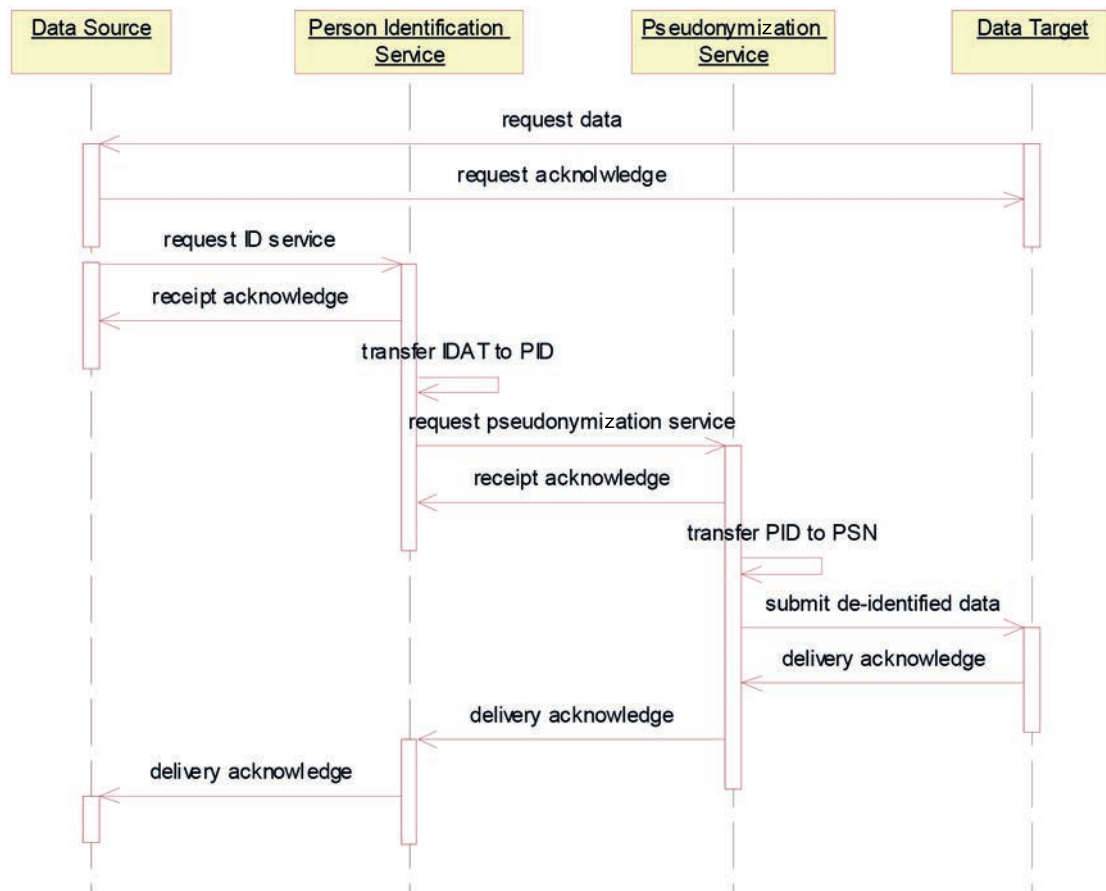 Data Source
Person Identification
Service
Pseudonymization
Service
Data Target
request data
request acknolwledge
request ID service
receipt acknowledge
transfer IDAT to PID
request pseudonymization service
receipt acknowledge
transfer PID to PSN
submit de-identified data
delivery acknowledge
delivery acknowledge
delivery acknowledge